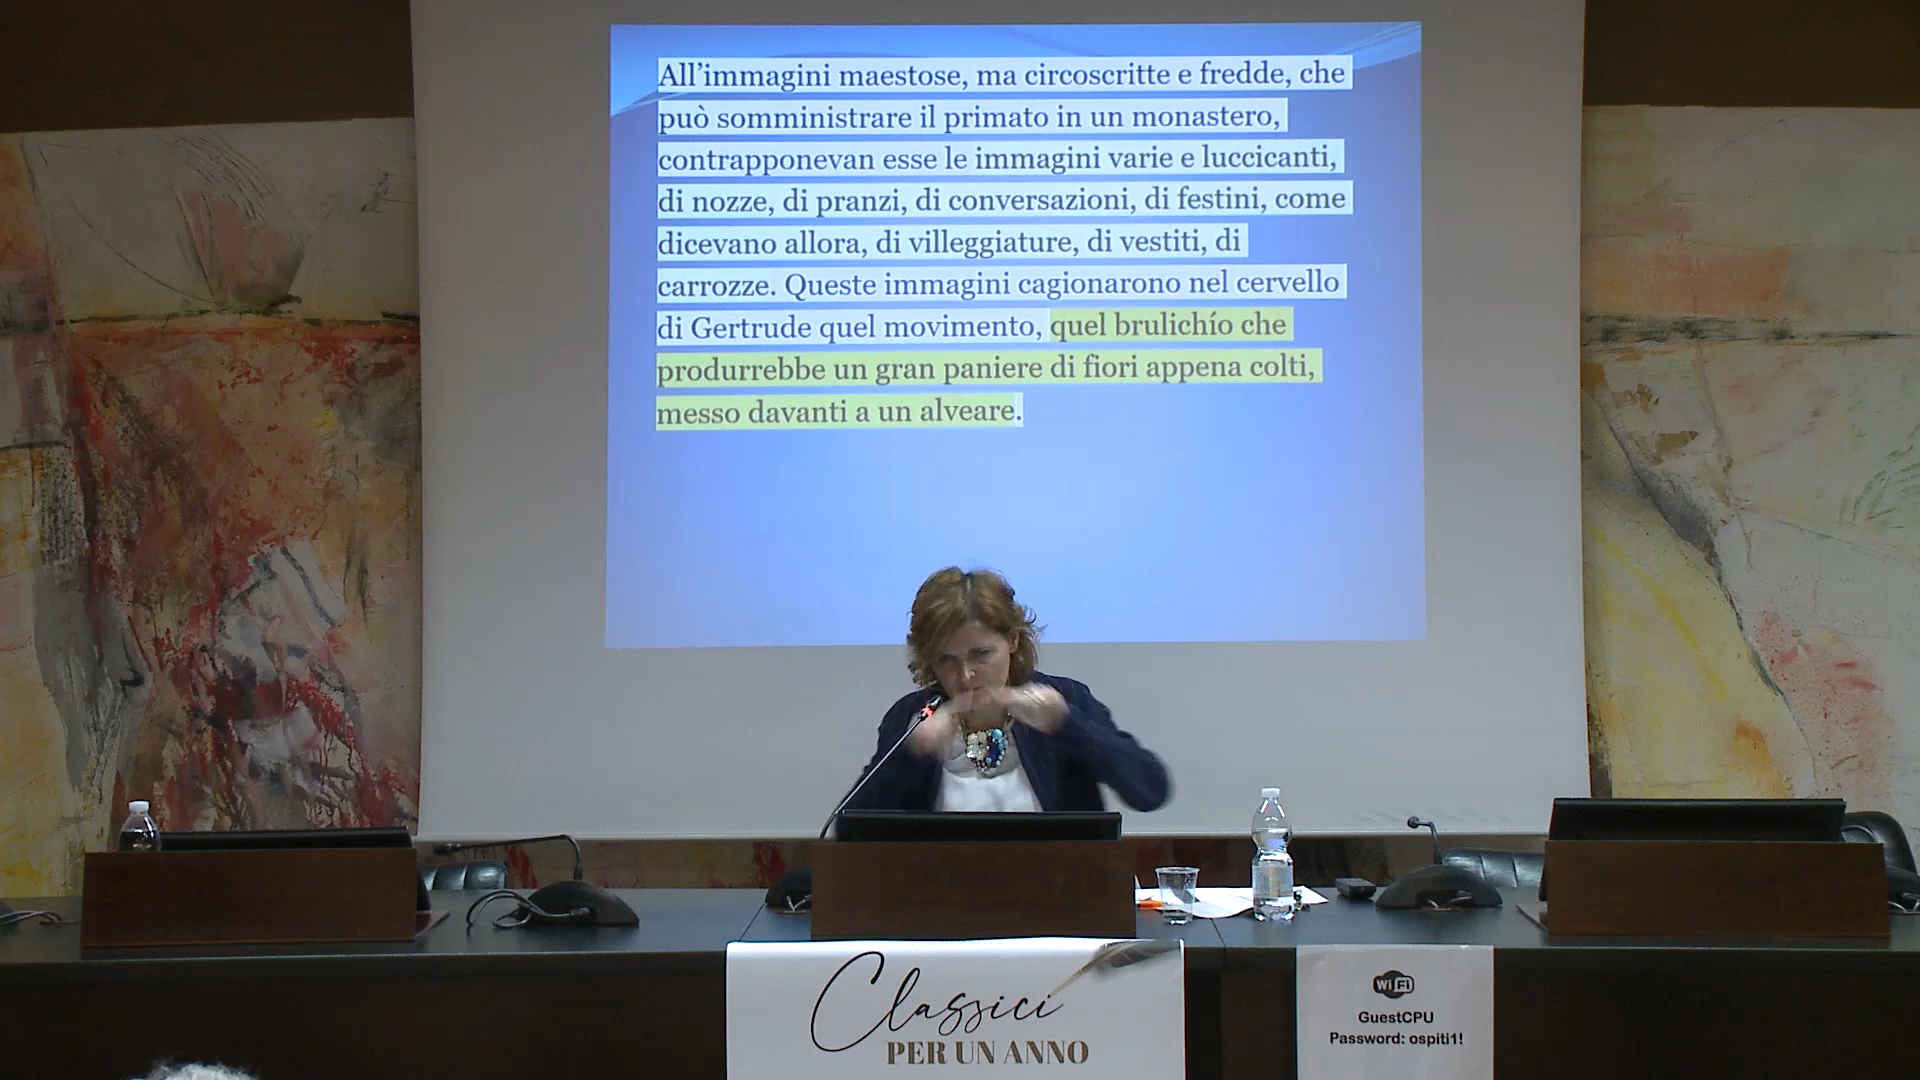 All’immagini maestose, ma circoscritte e fredde, che
può somministrare il primato in un monastero,
contrapponevan esse le immagini varie e luccicanti,
di nozze, di pranzi, di conversazioni, di festini, come
dicevano allora, di villeggiature, di vestiti, di
carrozze. Queste immagini cagionarono nel cervello
di Gertrude quel movimento, quel brulichío che
produrrebbe un gran paniere di fiori appena colti,
messo davanti a un alveare.
Classici
PER UN ANNO
Wi Fi
GuestCPU
Password: ospiti1!